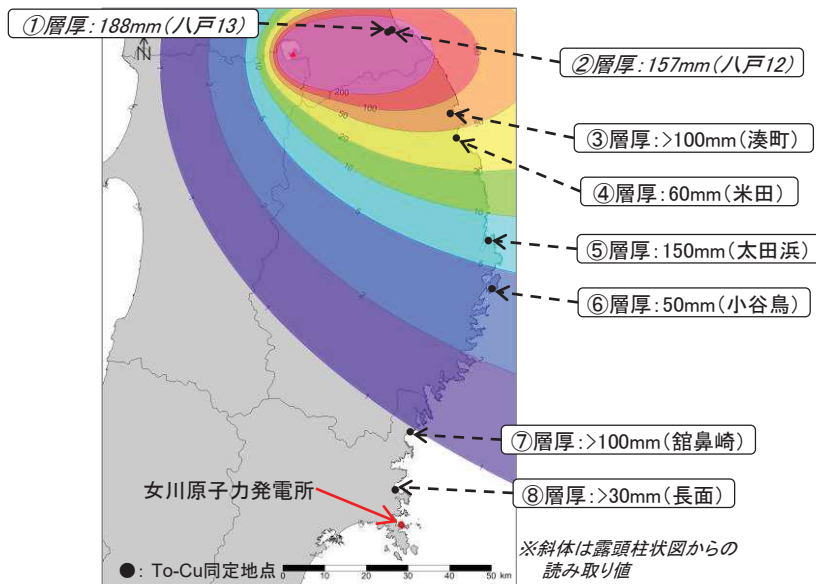 ①層厚:188mm(八戸13)
N
②層厚:157mm(八戸12)
③層厚:>100mm(湊町)
④層厚:60mm(米田)
⑤層厚:150mm(太田浜)
⑥層厚:50mm(小谷鳥)
⑦層厚:>100mm(舘鼻崎)
⑧層厚:>30mm(長面)
200
100
50
20
10
女川原子力発電所
●:To-Cu同定地点
0 10 20 30 40 50 km
※斜体は露頭柱状図からの
読み取り値